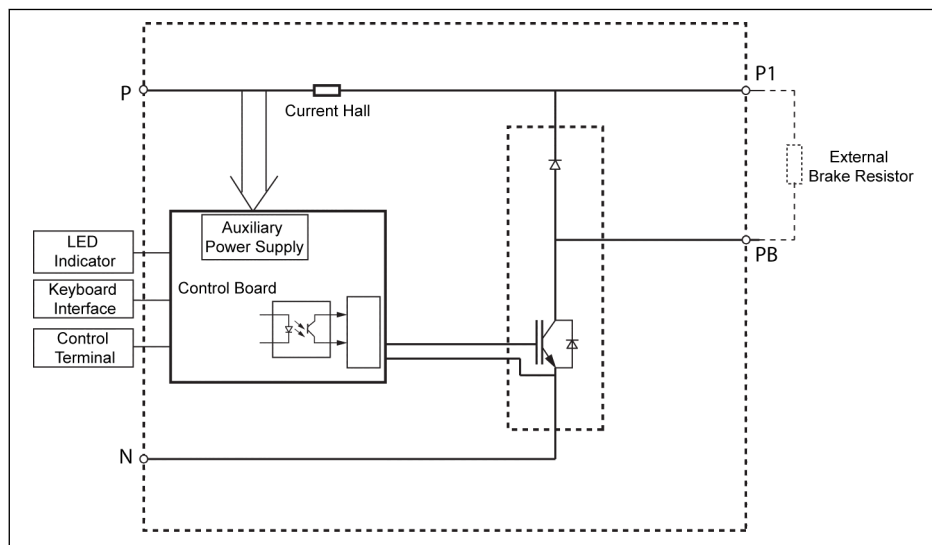 P
P1
Current Hall
External
Brake Resistor
Auxiliary
Power Supply
LED
Indicator
PB
Keyboard
Interface
Control Board
Control
Terminal
N